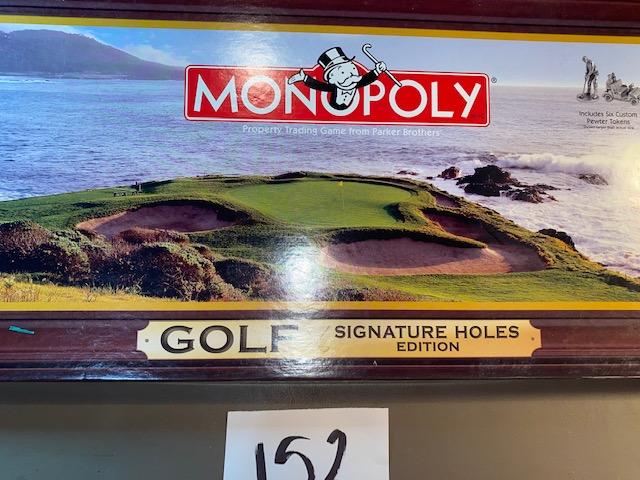 MONOPOLY®
Includes Six Custom
Pewter Tokens
Property Trading Game from Parker Brothers®
GOLF SIGNATURE HOLES
EDITION
152